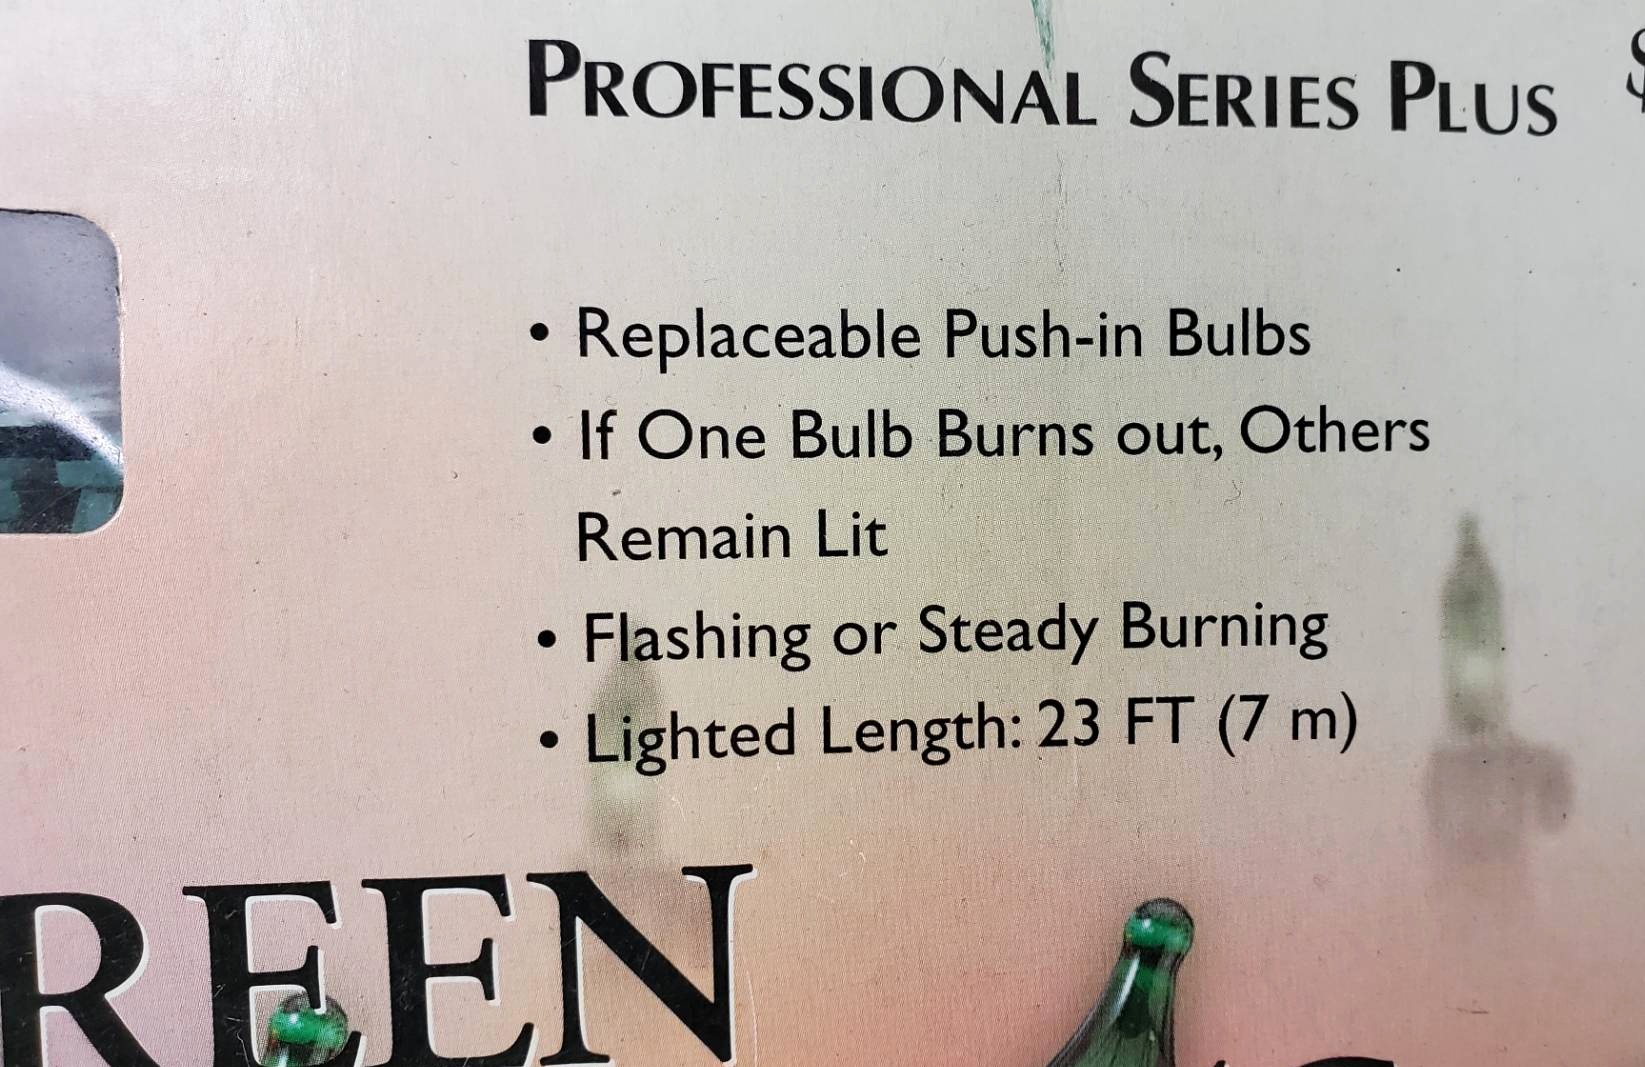 PROFESSIONAL SERIES PLUS
• Replaceable Push-in Bulbs
• If One Bulb Burns out, Others
Remain Lit
• Flashing or Steady Burning
• Lighted Length: 23 FT (7 m)
REEN